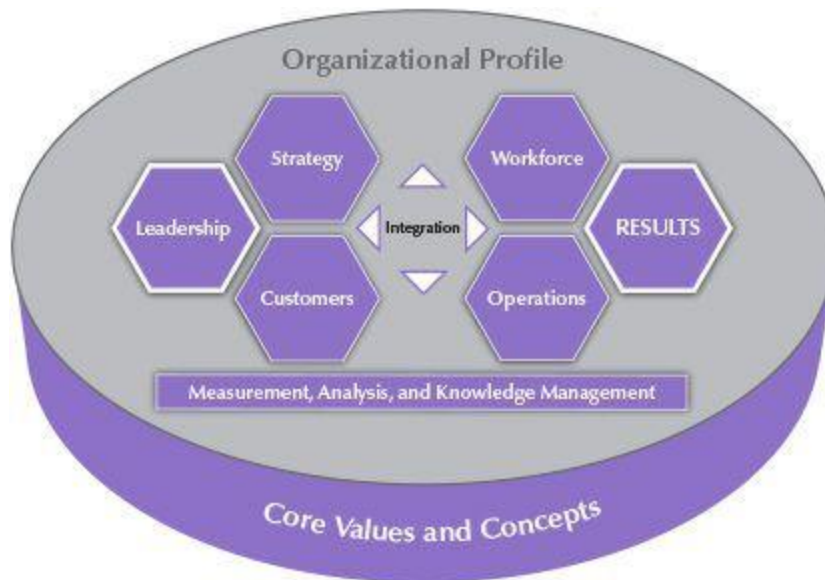 Organizational Profile
Strategy
Workforce
Leadership
Integration
RESULTS
Customers
Operations
Measurement, Analysis, and Knowledge Management
Core Values and Concepts